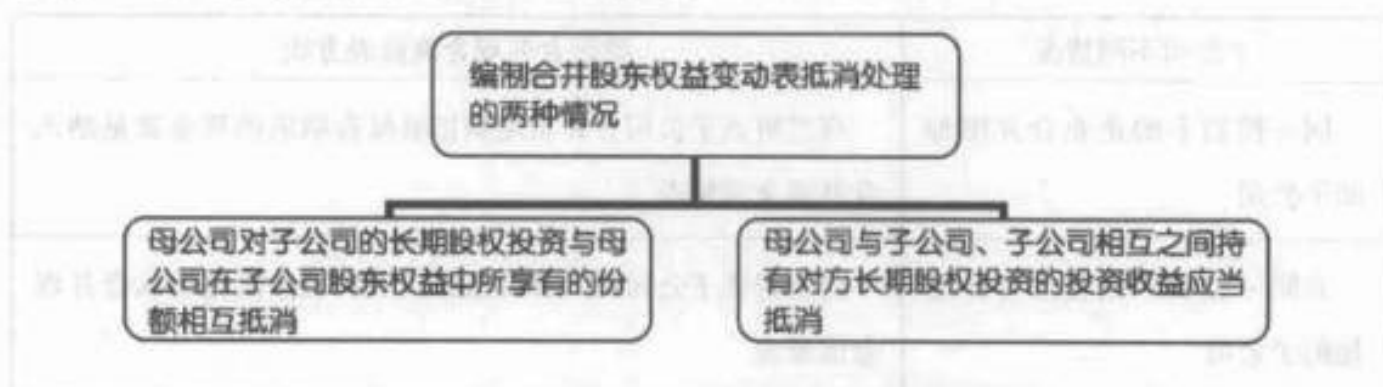 编制合并股东权益变动表抵消处理
的两种情况
母公司对子公司的长期股权投资与母
公司在子公司股东权益中所享有的份
额相互抵消
母公司与子公司、子公司相互之间持
有对方长期股权投资的投资收益应当
抵消